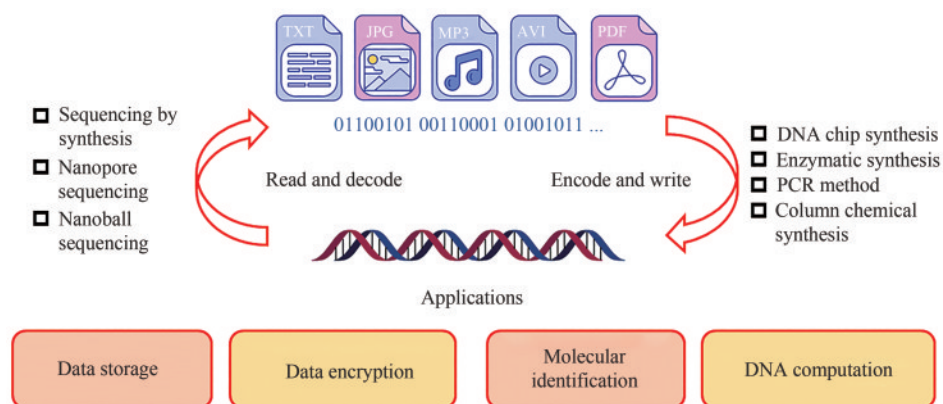 TXT
JPG
MP3
AVI
PDF
01100101 00110001 01001011 ...
Sequencing by
synthesis
Nanopore
sequencing
Nanoball
sequencing
Read and decode
Encode and write
DNA chip synthesis
Enzymatic synthesis
PCR method
Column chemical
synthesis
Applications
Data storage
Data encryption
Molecular
identification
DNA computation